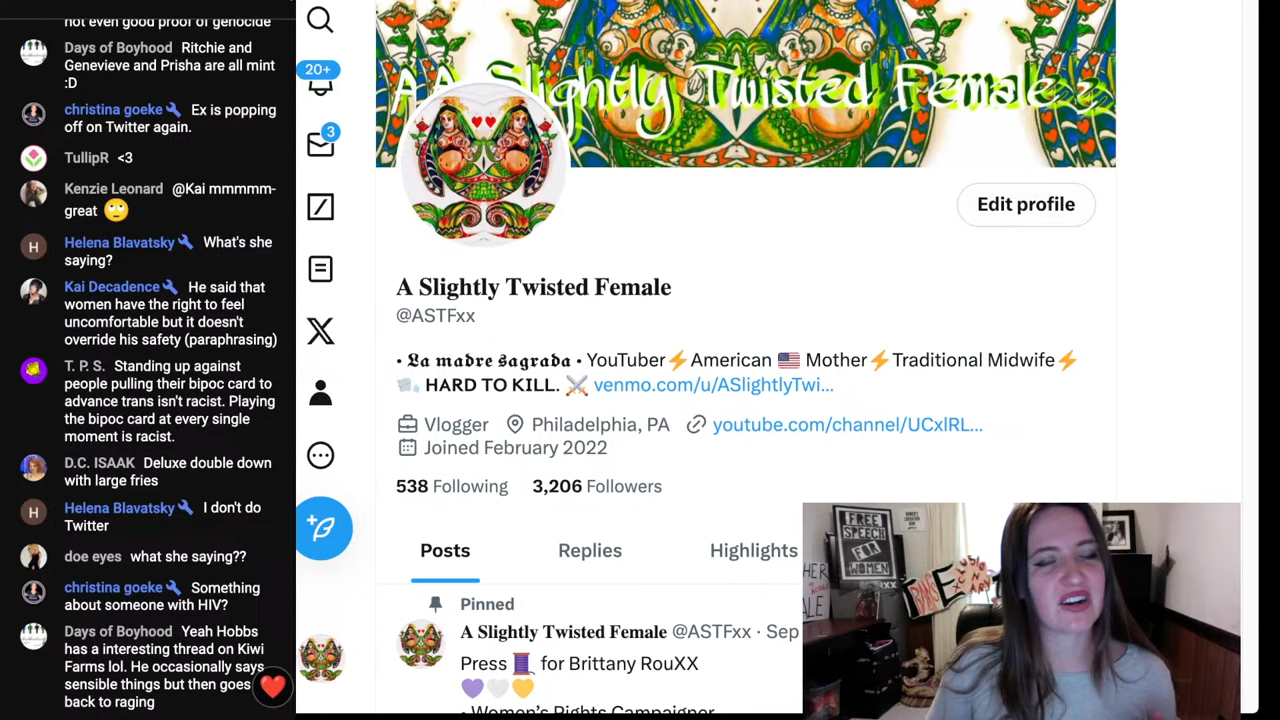 not even good proof of genocide
Days of Boyhood Ritchie and
Genevieve and Prisha are all mint
:D
christina goeke Ex is popping
off on Twitter again.
TullipR <3
Kenzie Leonard @Kai mmmmm-
great 🙄
Helena Blavatsky What's she
saying?
Kai Decadence He said that
women have the right to feel
uncomfortable but it doesn't
override his safety (paraphrasing)
T. P. S. Standing up against
people pulling their bipoc card to
advance trans isn't racist. Playing
the bipoc card at every single
moment is racist.
D.C. ISAAK Deluxe double down
with large fries
Helena Blavatsky I don't do
Twitter
doe eyes what she saying??
christina goeke Something
about someone with HIV?
Days of Boyhood Yeah Hobbs
has a interesting thread on Kiwi
Farms lol. He occasionally says
sensible things but then goes
back to raging
H
H
20+
3
A Slightly Twisted Female
Edit profile
𝐀 𝐒𝐥𝐢𝐠𝐡𝐭𝐥𝐲 𝐓𝐰𝐢𝐬𝐭𝐞𝐝 𝐅𝐞𝐦𝐚𝐥𝐞
@ASTFxx
• 𝕷𝖆 𝖒𝖆𝖉𝖗𝖊 𝖘𝖆𝖌𝖗𝖆𝖉𝖆 • YouTuber⚡American 🇺🇸 Mother⚡Traditional Midwife⚡
HARD TO KILL. ⚔️ venmo.com/u/ASlightlyTwi...
Vlogger Philadelphia, PA youtube.com/channel/UCxlRL...
Joined February 2022
538 Following 3,206 Followers
Posts Replies Highlights
Pinned
𝐀 𝐒𝐥𝐢𝐠𝐡𝐭𝐥𝐲 𝐓𝐰𝐢𝐬𝐭𝐞𝐝 𝐅𝐞𝐦𝐚𝐥𝐞 @ASTFxx · Sep
Press 🧵 for Brittany RouXX
💜🤍💛
• Women's Rights Campaigner
FREE
SPEECH
FOR
WOMEN